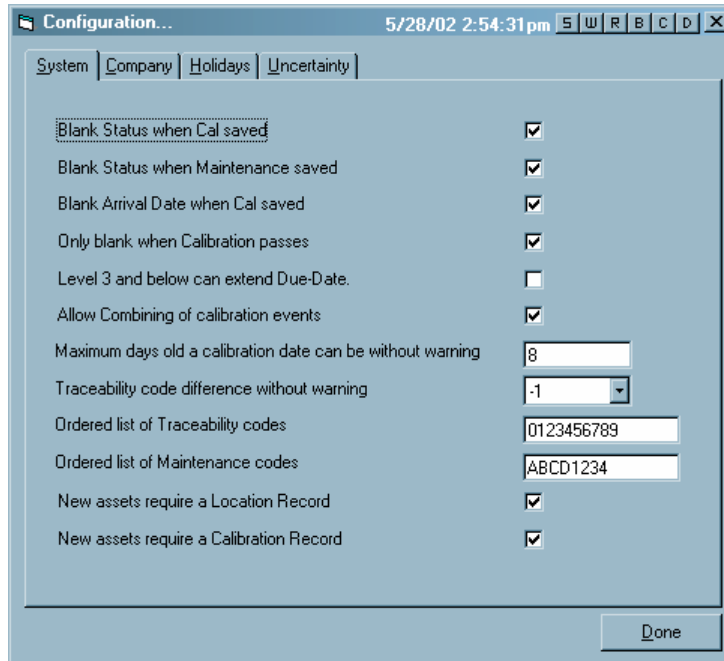 Configuration... 5/28/02 2:54:31pm S W R B C D X
System Company Holidays Uncertainty
Blank Status when Cal saved
Blank Status when Maintenance saved
Blank Arrival Date when Cal saved
Only blank when Calibration passes
Level 3 and below can extend Due-Date.
Allow Combining of calibration events
Maximum days old a calibration date can be without warning 8
Traceability code difference without warning -1
Ordered list of Traceability codes 0123456789
Ordered list of Maintenance codes ABCD1234
New assets require a Location Record
New assets require a Calibration Record
Done